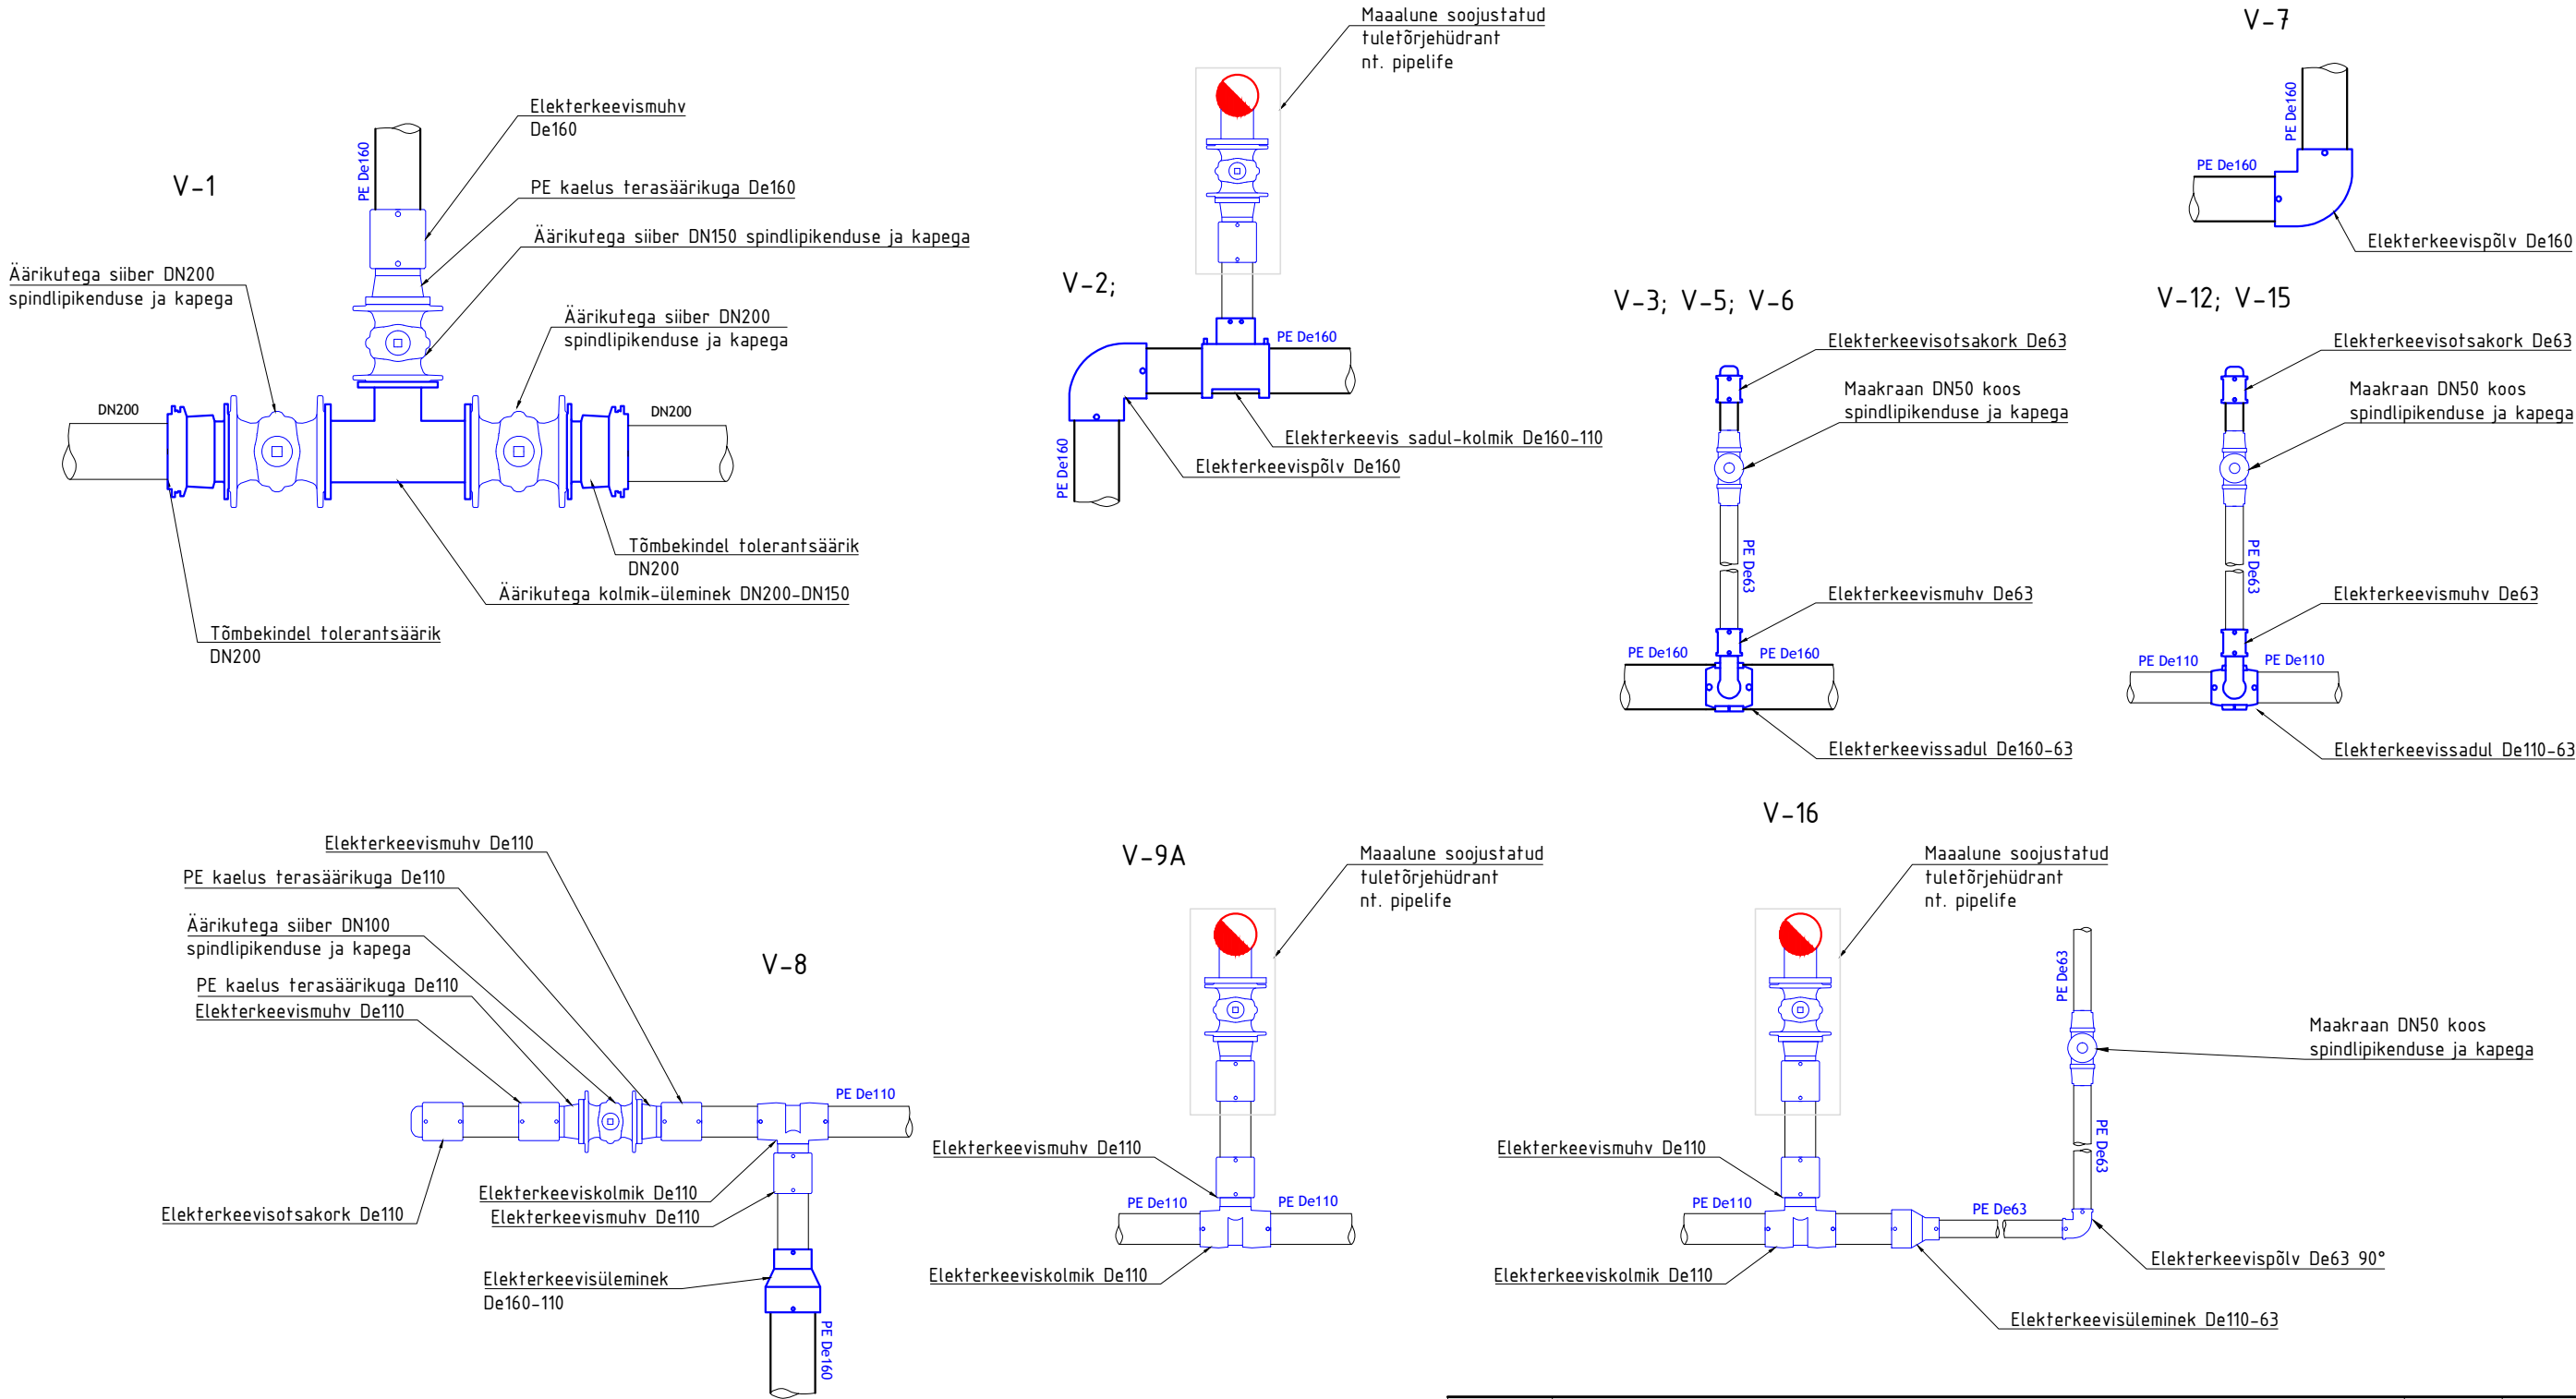 V-1
Elekterkeevismuhv
De160
PE De160
PE kaelus terasäärikuga De160
Äärikutega siiber DN150 spindlipikenduse ja kapega
Äärikutega siiber DN200
spindlipikenduse ja kapega
Äärikutega siiber DN200
spindlipikenduse ja kapega
DN200
DN200
Tõmbekindel tolerantsäärik
DN200
Äärikutega kolmik-üleminek DN200-DN150
Tõmbekindel tolerantsäärik
DN200
V-2;
Maaalune soojustatud
tuletõrjehüdrant
nt. pipelife
PE De160
Elekterkeevis sadul-kolmik De160-110
Elekterkeevispõlv De160
PE De160
V-7
PE De160
PE De160
Elekterkeevispõlv De160
V-3; V-5; V-6
Elekterkeevisotsakork De63
Maakraan DN50 koos
spindlipikenduse ja kapega
PE De63
Elekterkeevismuhv De63
PE De160
PE De160
Elekterkeevissadul De160-63
V-12; V-15
Elekterkeevisotsakork De63
Maakraan DN50 koos
spindlipikenduse ja kapega
PE De63
Elekterkeevismuhv De63
PE De110
PE De110
Elekterkeevissadul De110-63
V-8
Elekterkeevismuhv De110
PE kaelus terasäärikuga De110
Äärikutega siiber DN100
spindlipikenduse ja kapega
PE kaelus terasäärikuga De110
Elekterkeevismuhv De110
PE De110
Elekterkeevisotsakork De110
Elekterkeeviskolmik De110
Elekterkeevismuhv De110
Elekterkeevisüleminek
De160-110
PE De160
V-9A
Maaalune soojustatud
tuletõrjehüdrant
nt. pipelife
Elekterkeevismuhv De110
PE De110
PE De110
Elekterkeeviskolmik De110
V-16
Maaalune soojustatud
tuletõrjehüdrant
nt. pipelife
PE De63
Maakraan DN50 koos
spindlipikenduse ja kapega
Elekterkeevismuhv De110
PE De63
PE De110
PE De63
Elekterkeevispõlv De63 90°
Elekterkeeviskolmik De110
Elekterkeevisüleminek De110-63